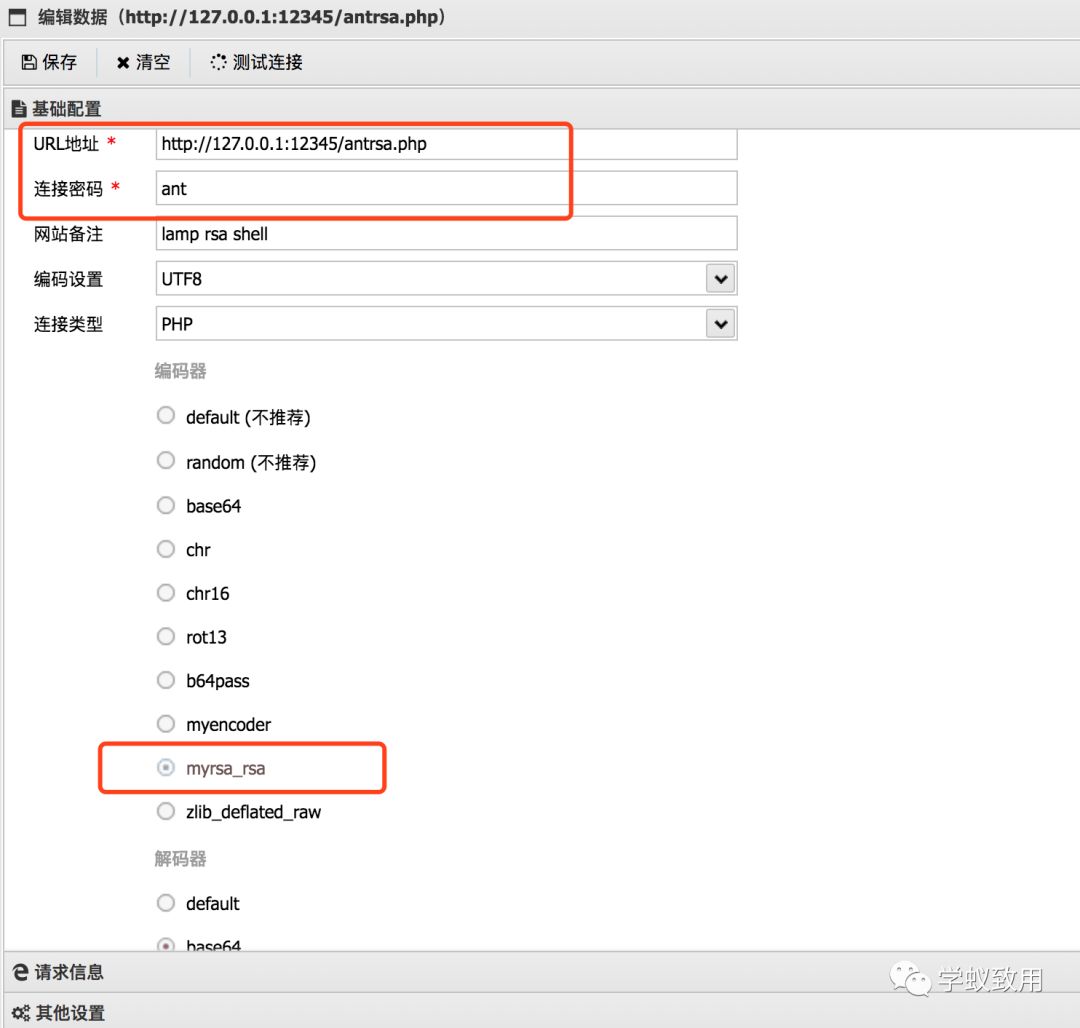 编辑数据（http://127.0.0.1:12345/antrsa.php）
保存 清空 测试连接
基础配置
URL地址 * http://127.0.0.1:12345/antrsa.php
连接密码 * ant
网站备注 lamp rsa shell
编码设置 UTF8
连接类型 PHP
编码器
default (不推荐)
random (不推荐)
base64
chr
chr16
rot13
b64pass
myencoder
myrsa_rsa
zlib_deflated_raw
解码器
default
base64
请求信息
学蚁致用
其他设置